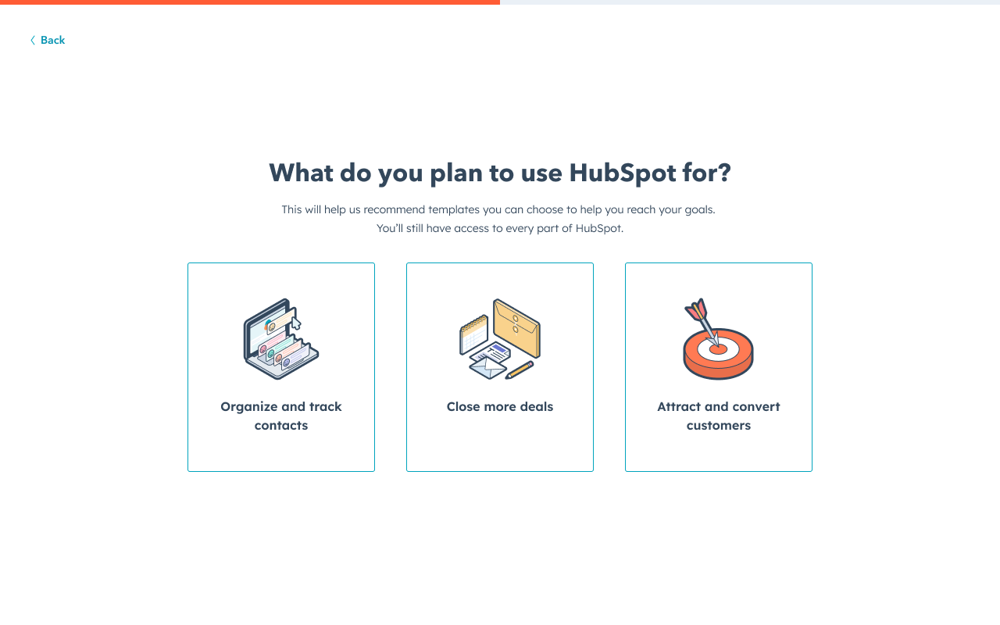 Back
What do you plan to use HubSpot for?
This will help us recommend templates you can choose to help you reach your goals.
You’ll still have access to every part of HubSpot.
Organize and track
contacts
Close more deals
Attract and convert
customers